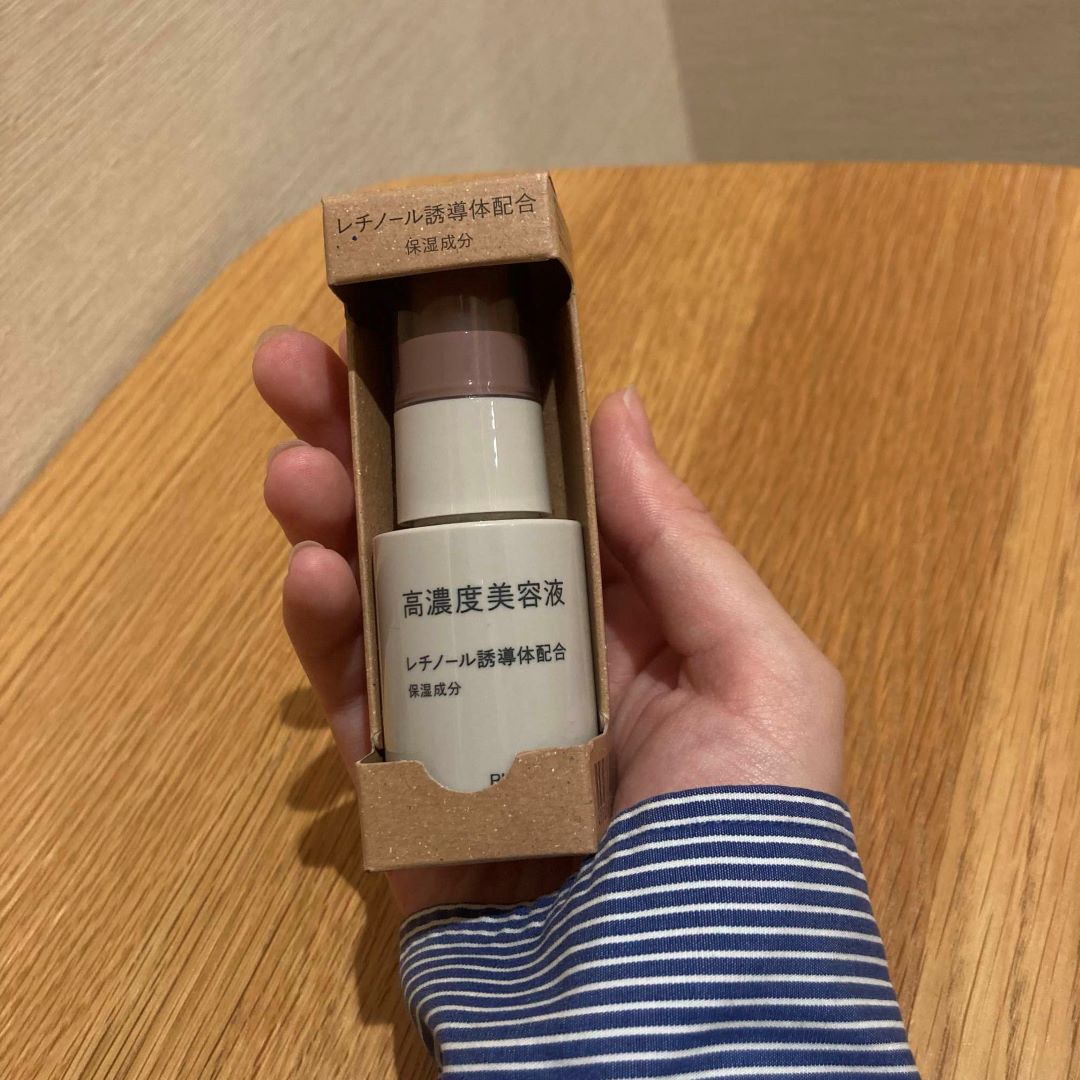 レチノール誘導体配合
保湿成分
高濃度美容液
レチノール誘導体配合
保湿成分